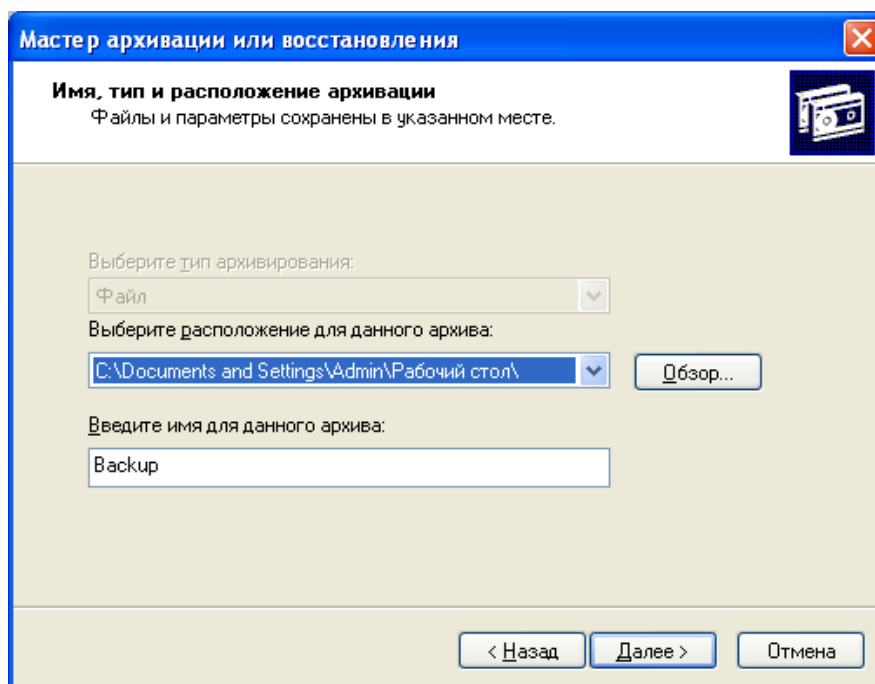 Мастер архивации или восстановления
Имя, тип и расположение архивации
Файлы и параметры сохранены в указанном месте.
Выберите тип архивирования:
Файл
Выберите расположение для данного архива:
C:\Documents and Settings\Admin\Рабочий стол\
Обзор...
Введите имя для данного архива:
Backup
< Назад Далее > Отмена